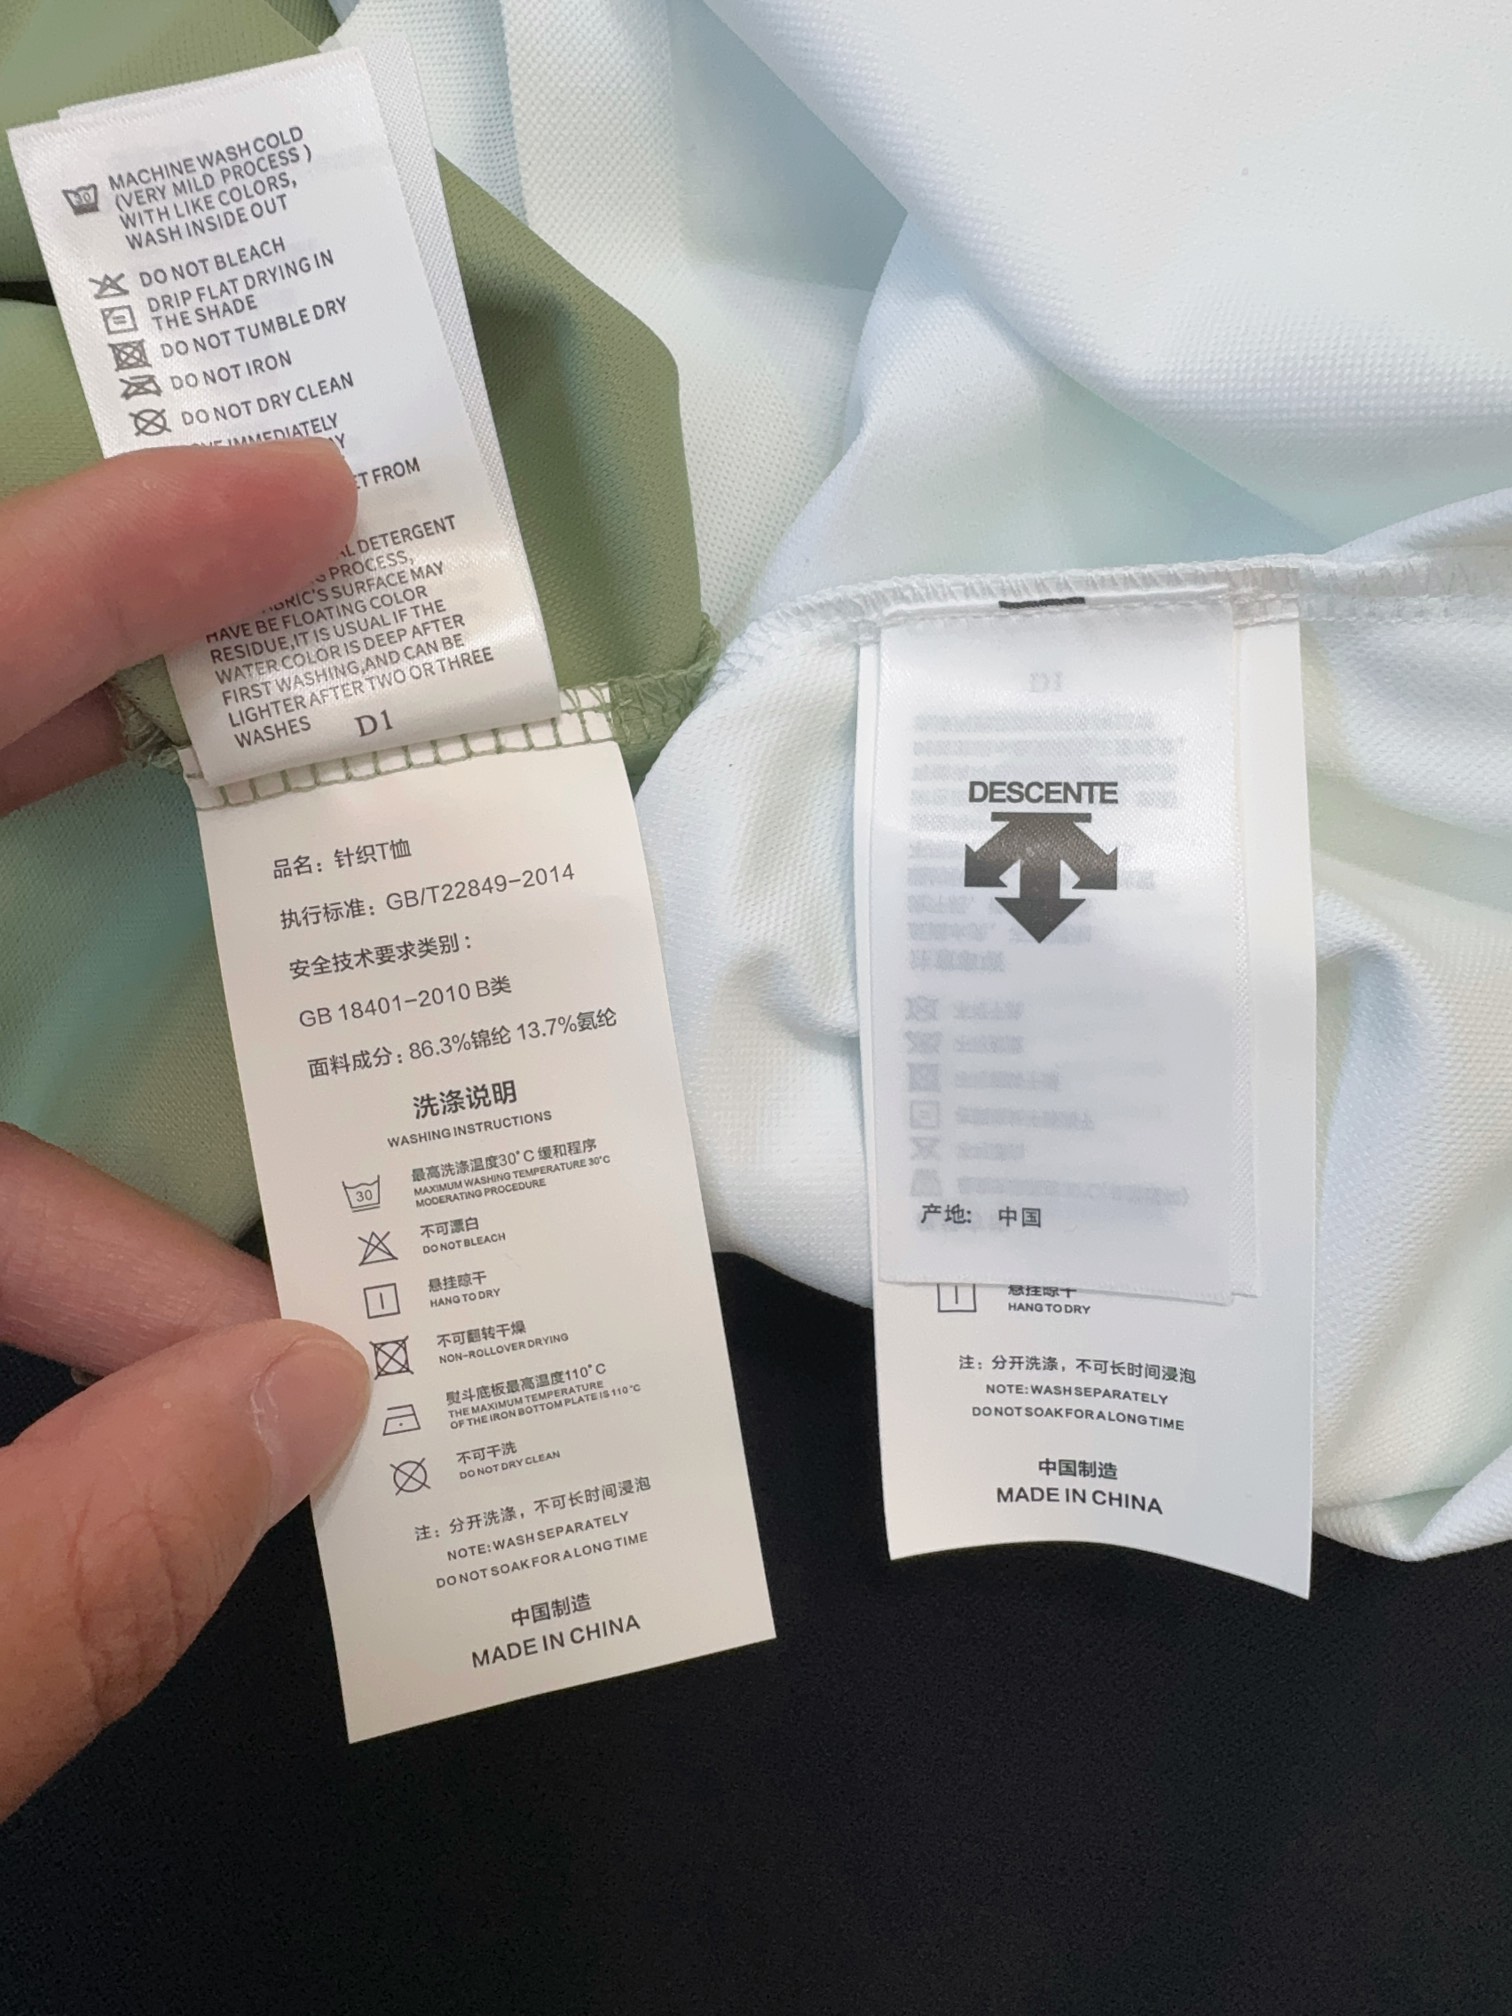 30
MACHINE WASH COLD
(VERY MILD PROCESS )
WITH LIKE COLORS,
WASH INSIDE OUT
DO NOT BLEACH
DRIP FLAT DRYING IN
THE SHADE
DO NOT TUMBLE DRY
DO NOT IRON
DO NOT DRY CLEAN
IMMEDIATELY
FROM
DETERGENT
PROCESS,
SURFACE MAY
HAVE BE FLOATING COLOR
RESIDUE,IT IS USUAL IF THE
WATER COLOR IS DEEP AFTER
FIRST WASHING,AND CAN BE
LIGHTER AFTER TWO OR THREE
WASHES D1
品名：针织T恤
执行标准：GB/T22849-2014
安全技术要求类别：
GB 18401-2010 B类
面料成分：86.3%锦纶 13.7%氨纶
洗涤说明
WASHING INSTRUCTIONS
30
最高洗涤温度30°C 缓和程序
MAXIMUM WASHING TEMPERATURE 30°C
MODERATING PROCEDURE
不可漂白
DO NOT BLEACH
悬挂晾干
HANG TO DRY
不可翻转干燥
NON-ROLLOVER DRYING
熨斗底板最高温度110°C
THE MAXIMUM TEMPERATURE
OF THE IRON BOTTOM PLATE IS 110°C
不可干洗
DO NOT DRY CLEAN
注：分开洗涤，不可长时间浸泡
NOTE: WASH SEPARATELY
DO NOT SOAK FOR A LONG TIME
中国制造
MADE IN CHINA
DESCENTE
产地: 中国
悬挂晾干
HANG TO DRY
注：分开洗涤，不可长时间浸泡
NOTE: WASH SEPARATELY
DO NOT SOAK FOR A LONG TIME
中国制造
MADE IN CHINA